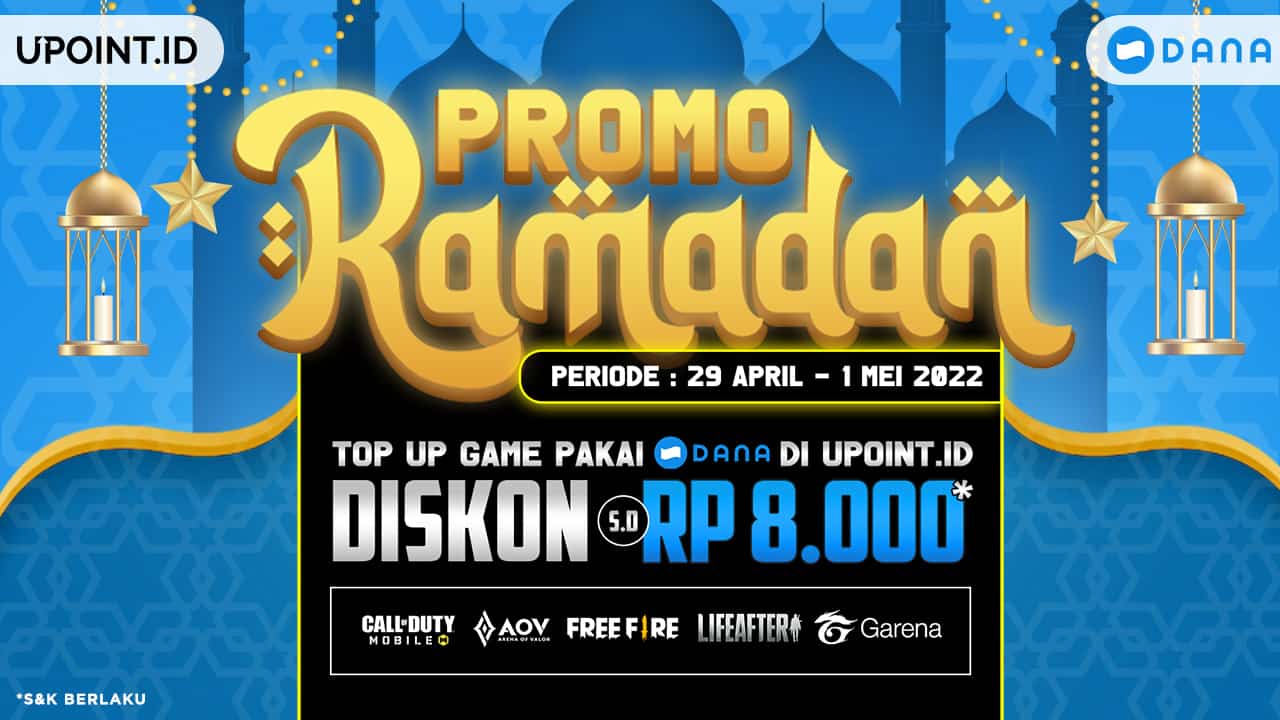 UPOINT.ID
DANA
PROMO
Ramadan
PERIODE : 29 APRIL - 1 MEI 2022
TOP UP GAME PAKAI DANA DI UPOINT.ID
DISKON S.D RP 8.000*
CALL OF DUTY MOBILE
AOV ARENA OF VALOR
FREE FIRE
LIFEAFTER
Garena
*S&K BERLAKU